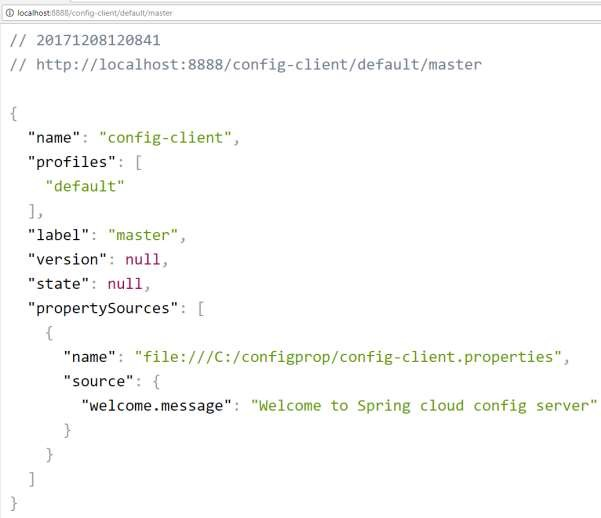 localhost:8888/config-client/default/master
// 20171208120841
// http://localhost:8888/config-client/default/master
{
"name": "config-client",
"profiles": [
"default"
],
"label": "master",
"version": null,
"state": null,
"propertySources": [
{
"name": "file:///C:/configprop/config-client.properties",
"source": {
"welcome.message": "Welcome to Spring cloud config server"
}
}
]
}